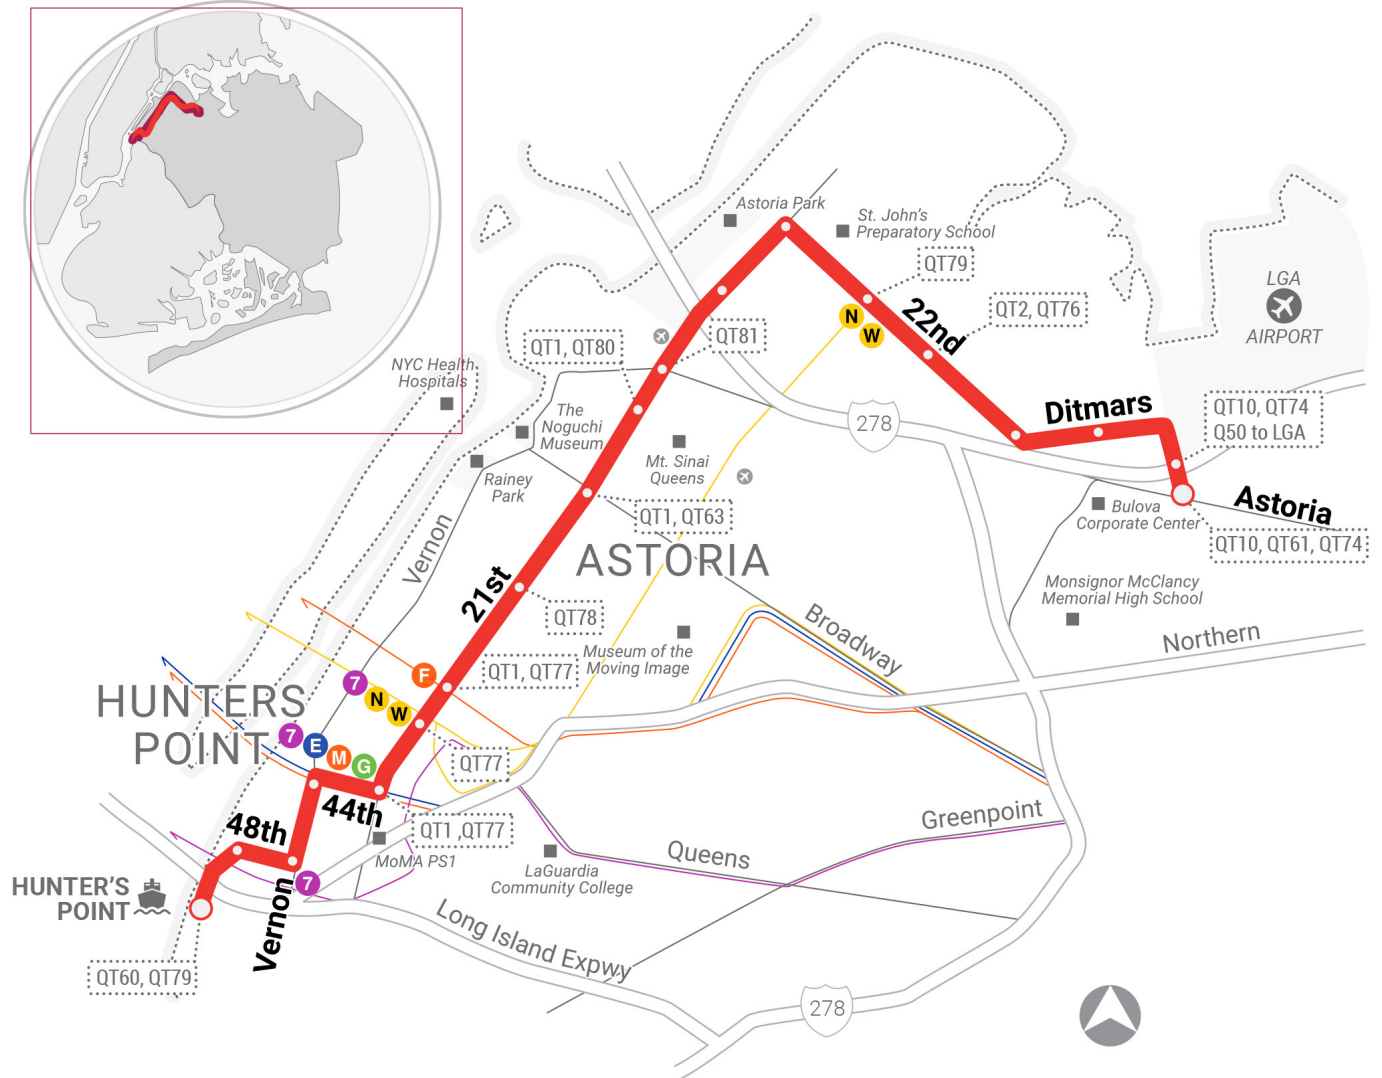 Astoria Park
St. John's
Preparatory School
QT79
LGA
AIRPORT
N
W
22nd
QT2, QT76
QT81
QT1, QT80
NYC Health
Hospitals
The
Noguchi
Museum
278
Ditmars
QT10, QT74
Q50 to LGA
Mt. Sinai
Queens
Rainey
Park
Bulova
Corporate Center
Astoria
QT10, QT61, QT74
QT1, QT63
Vernon
ASTORIA
21st
QT78
Monsignor McClancy
Memorial High School
Broadway
Northern
Museum of the
Moving Image
QT1, QT77
F
7
N
W
HUNTERS
POINT
7
E
M
G
QT77
44th
48th
QT1 ,QT77
MoMA PS1
Greenpoint
Queens
LaGuardia
Community College
7
HUNTER'S
POINT
Vernon
Long Island Expwy
QT60, QT79
278